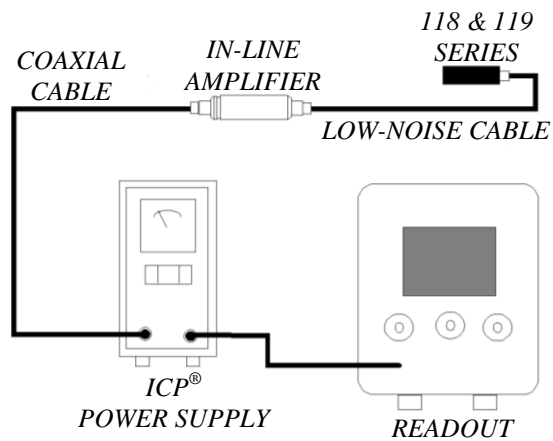 118 & 119
SERIES
COAXIAL
CABLE
IN-LINE
AMPLIFIER
LOW-NOISE CABLE
ICP®
POWER SUPPLY
READOUT